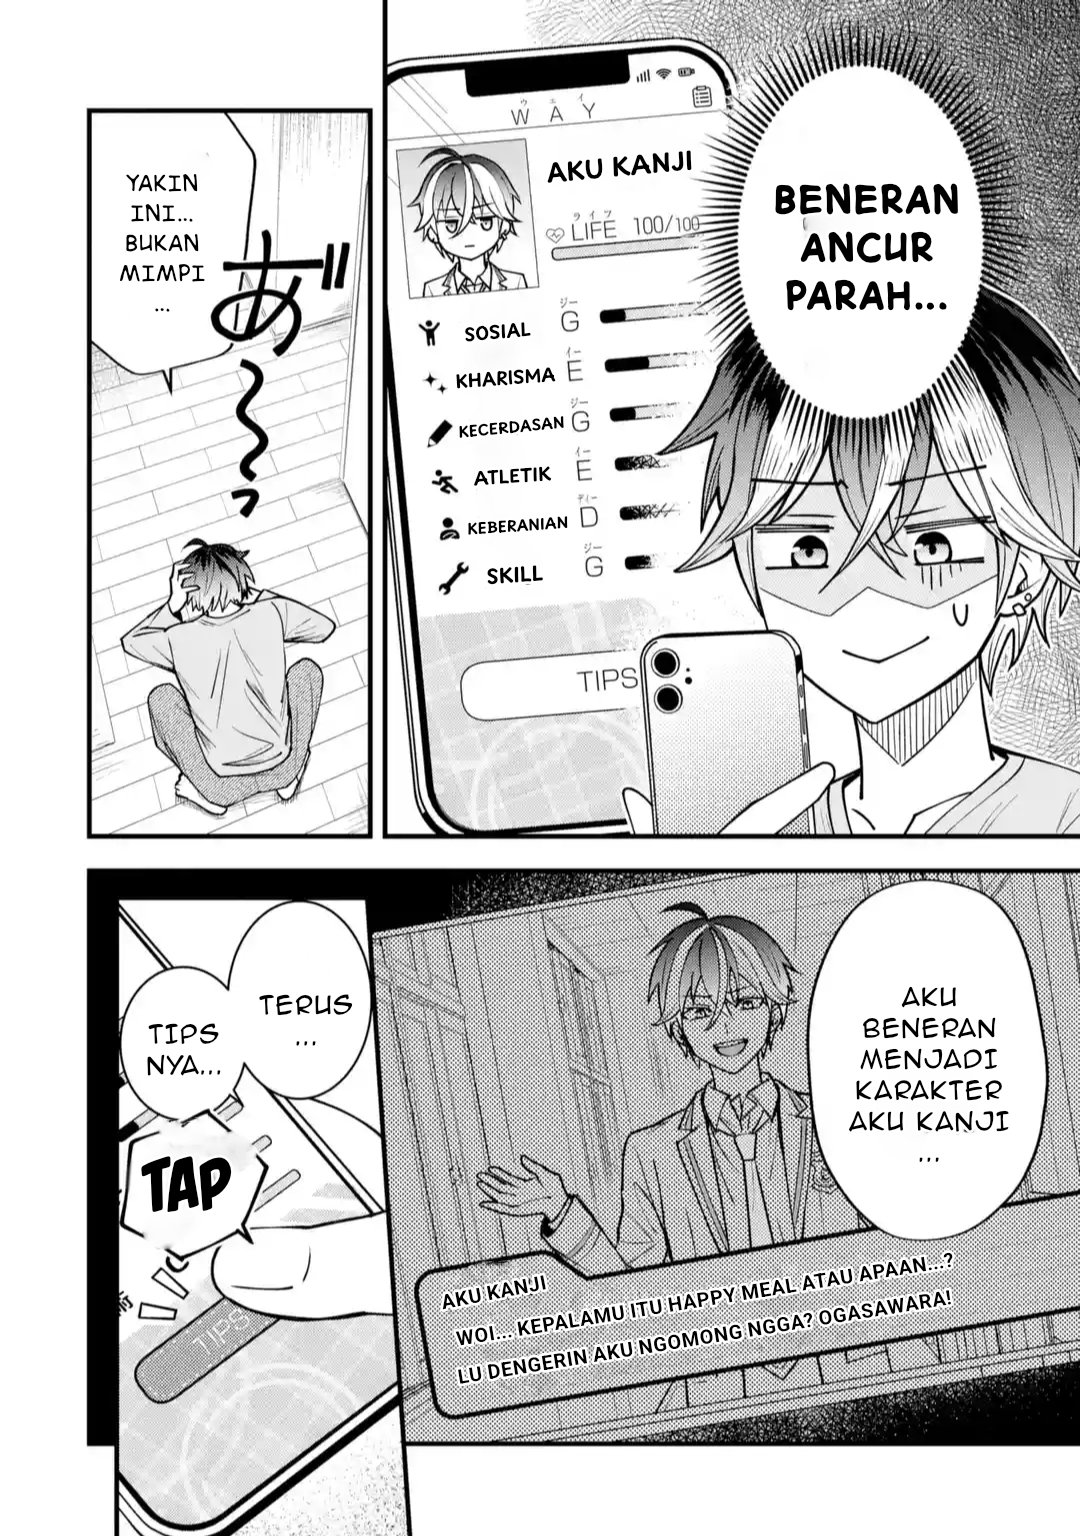 ウェイ
WAY
AKU KANJI
ライフ
LIFE 100/100
SOSIAL
ジー
G
KHARISMA
イー
E
KECERDASAN
ジー
G
ATLETIK
イー
E
KEBERANIAN
ディー
D
SKILL
ジー
G
TIPS
BENERAN
ANCUR
PARAH...
YAKIN
INI...
BUKAN
MIMPI
...
あ゛〜〜っ
AKU
BENERAN
MENJADI
KARAKTER
AKU KANJI
...
AKU KANJI
WOI... KEPALAMU ITU HAPPY MEAL ATAU APAAN...?
LU DENGERIN AKU NGOMONG NGGA? OGASAWARA!
TERUS
...
TIPS
NYA...
TAP
TIPS